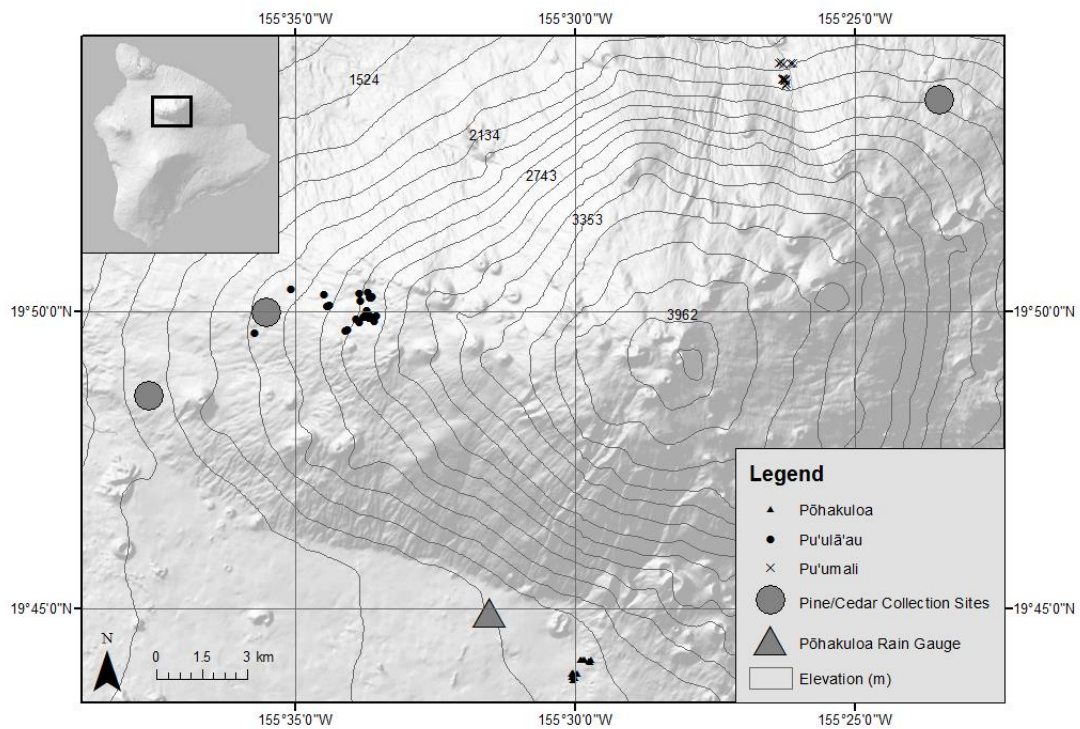 155°35'0"W 155°30'0"W 155°25'0"W
1524
2134
2743
3353
19°50'0"N 19°50'0"N
3962
Legend
Põhakuloa
Pu'ulā'au
Pu'umali
Pine/Cedar Collection Sites
19°45'0"N 19°45'0"N
Põhakuloa Rain Gauge
N
0 1.5 3 km
Elevation (m)
155°35'0"W 155°30'0"W 155°25'0"W